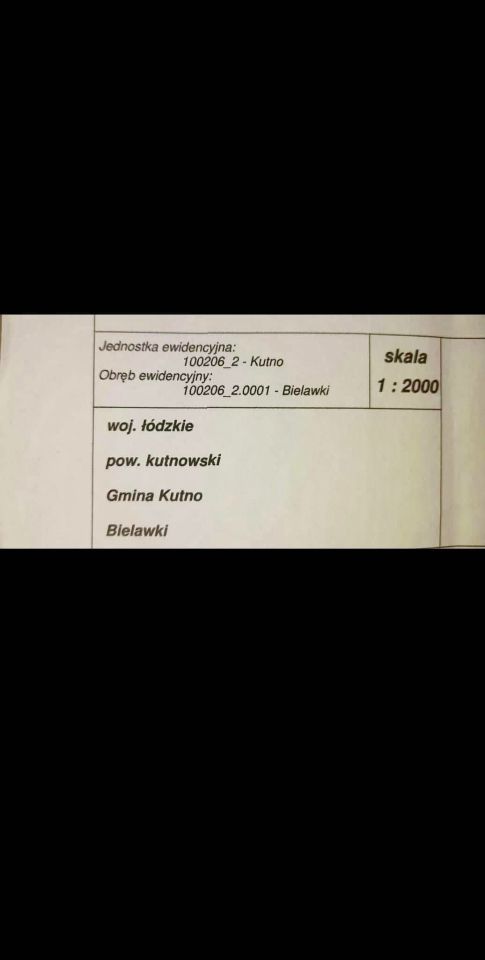 Jednostka ewidencyjna:
100206_2 - Kutno
Obręb ewidencyjny:
100206_2.0001 - Bielawki
skala
1 : 2000
woj. łódzkie
pow. kutnowski
Gmina Kutno
Bielawki